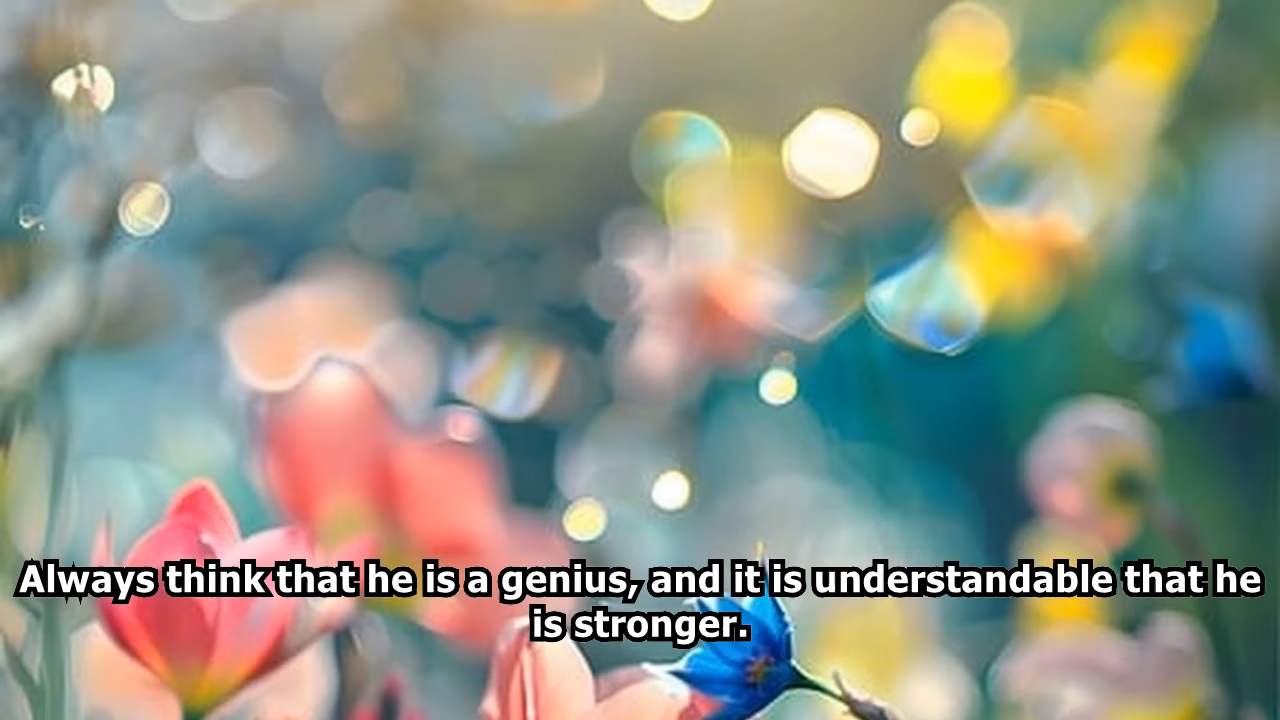 Always think that he is a genius, and it is understandable that he
is stronger.